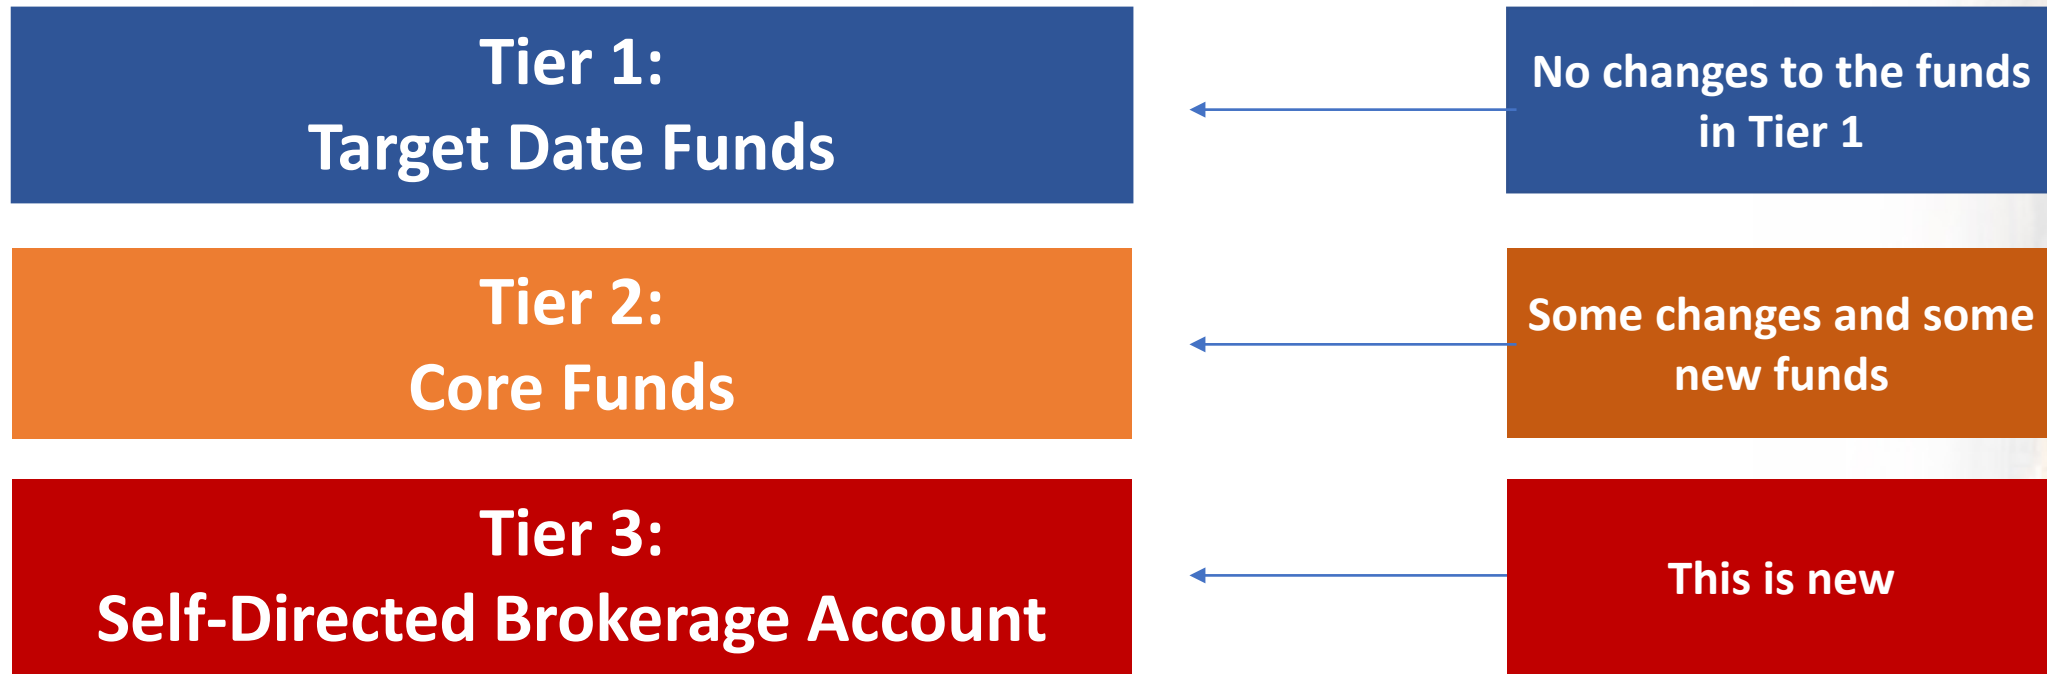 Tier 1:
Target Date Funds
No changes to the funds
in Tier 1
Tier 2:
Core Funds
Some changes and some
new funds
Tier 3:
Self-Directed Brokerage Account
This is new